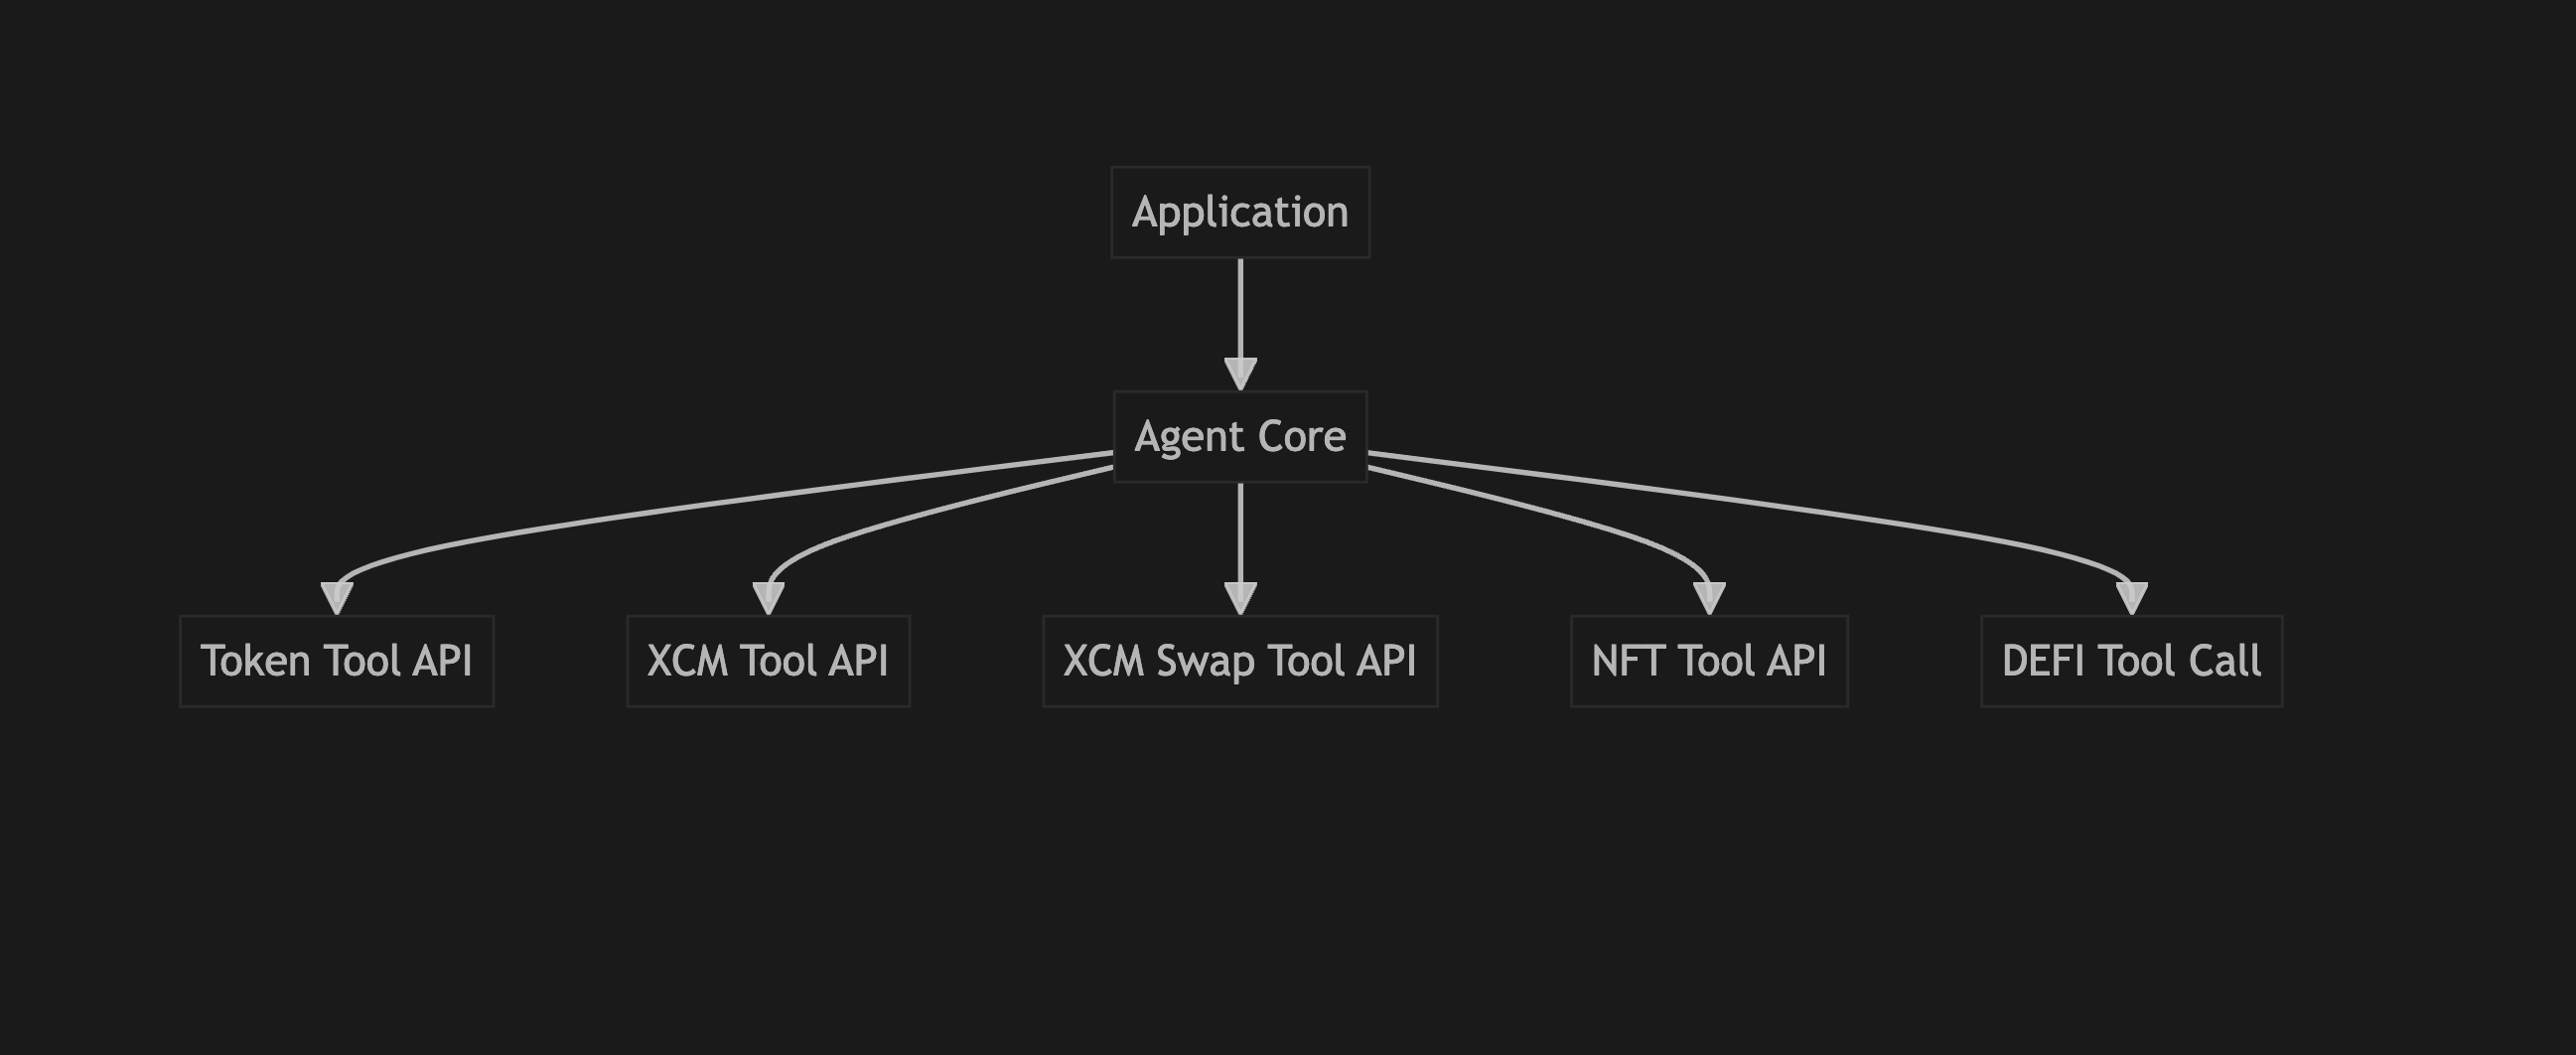 Application
Agent Core
Token Tool API
XCM Tool API
XCM Swap Tool API
NFT Tool API
DEFI Tool Call